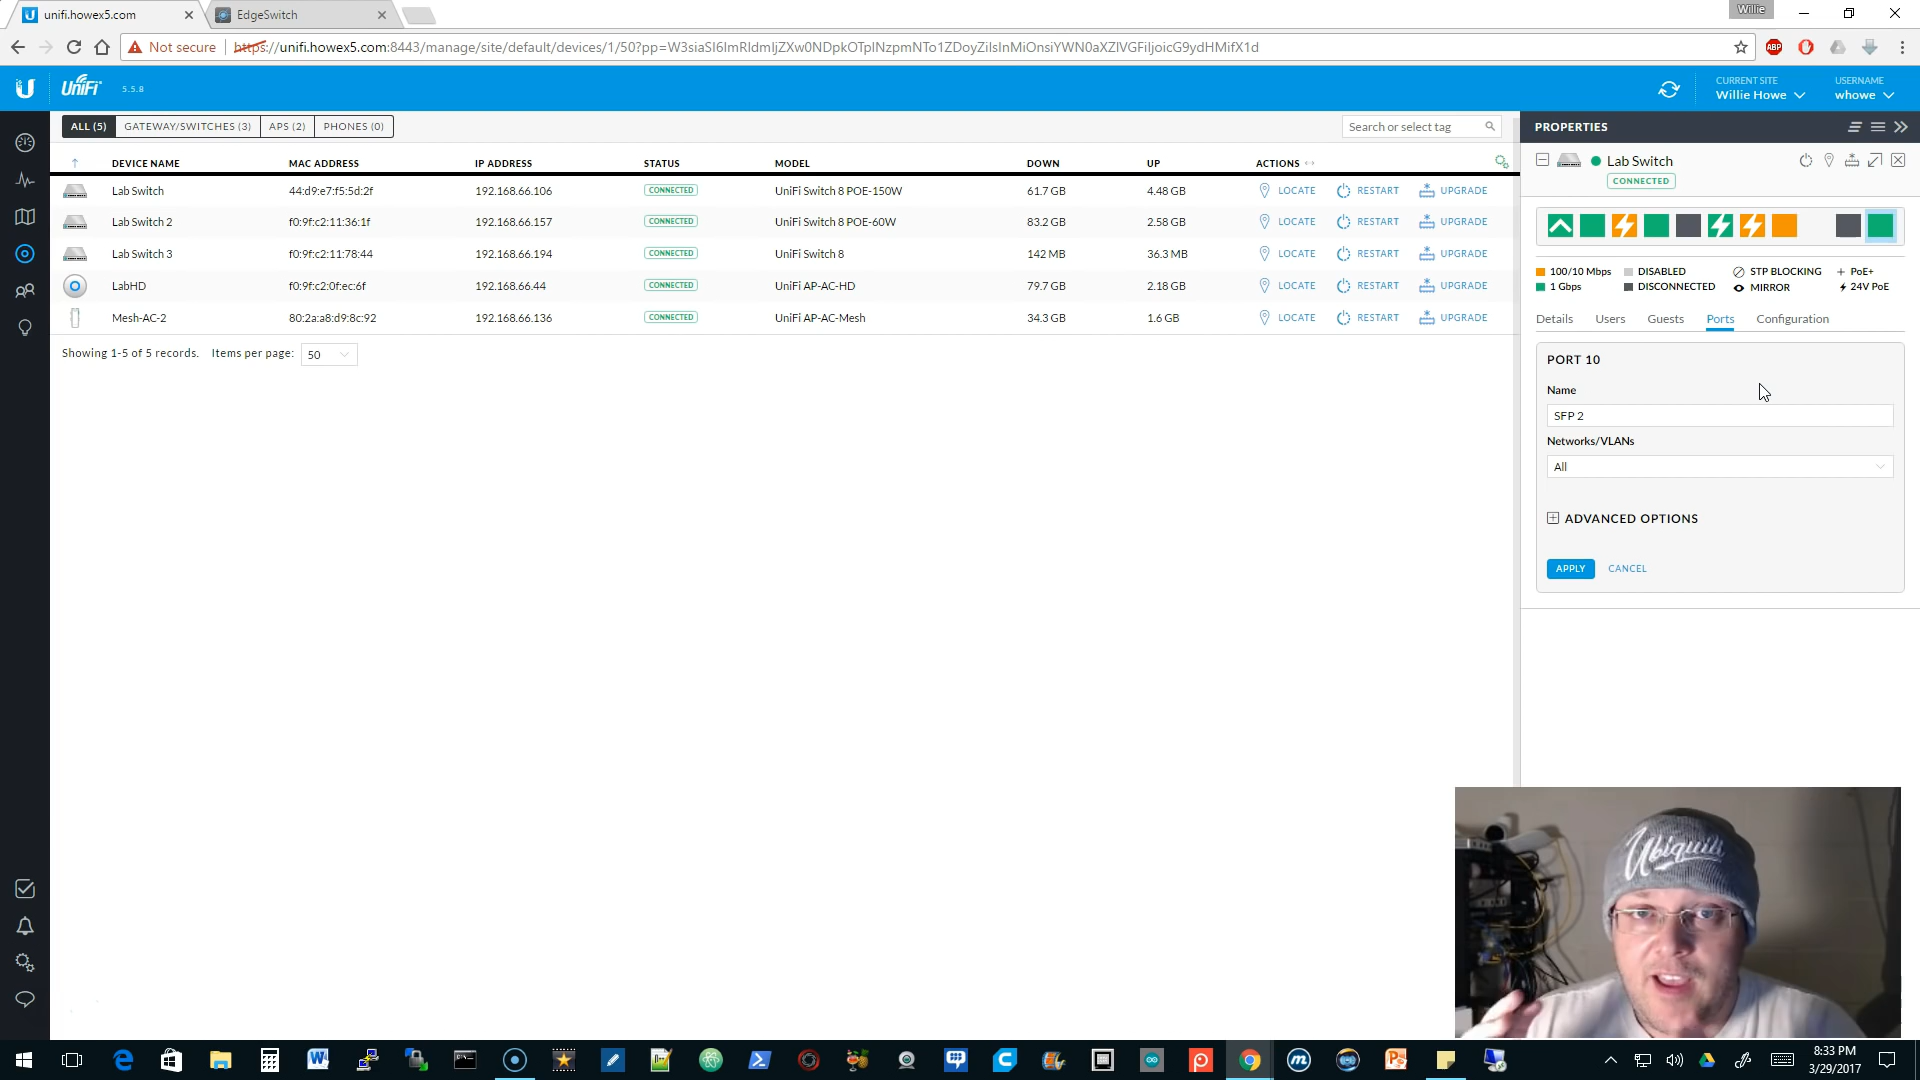 unifi.howex5.com
EdgeSwitch
Willie
Not secure
https://unifi.howex5.com:8443/manage/site/default/devices/1/50?pp=
UniFi
5.5.8
CURRENT SITE
Willie Howe
USERNAME
whowe
ALL (5)
GATEWAY/SWITCHES (3)
APS (2)
PHONES (0)
Search or select tag
DEVICE NAME MAC ADDRESS IP ADDRESS STATUS MODEL DOWN UP ACTIONS
Lab Switch 44:d9:e7:f5:5d:2f 192.168.66.106 CONNECTED UniFi Switch 8 POE-150W 61.7 GB 4.48 GB LOCATE RESTART UPGRADE
Lab Switch 2 f0:9f:c2:11:36:1f 192.168.66.157 CONNECTED UniFi Switch 8 POE-60W 83.2 GB 2.58 GB LOCATE RESTART UPGRADE
Lab Switch 3 f0:9f:c2:11:78:44 192.168.66.194 CONNECTED UniFi Switch 8 142 MB 36.3 MB LOCATE RESTART UPGRADE
LabHD f0:9f:c2:0f:ec:6f 192.168.66.44 CONNECTED UniFi AP-AC-HD 79.7 GB 2.18 GB LOCATE RESTART UPGRADE
Mesh-AC-2 80:2a:a8:d9:8c:92 192.168.66.136 CONNECTED UniFi AP-AC-Mesh 34.3 GB 1.6 GB LOCATE RESTART UPGRADE
Showing 1-5 of 5 records. Items per page: 50
PROPERTIES
Lab Switch
CONNECTED
100/10 Mbps DISABLED STP BLOCKING PoE+
1 Gbps DISCONNECTED MIRROR 24V PoE
Details Users Guests Ports Configuration
PORT 10
Name
SFP 2
Networks/VLANs
All
ADVANCED OPTIONS
APPLY CANCEL
Ubiquiti
8:33 PM
3/29/2017